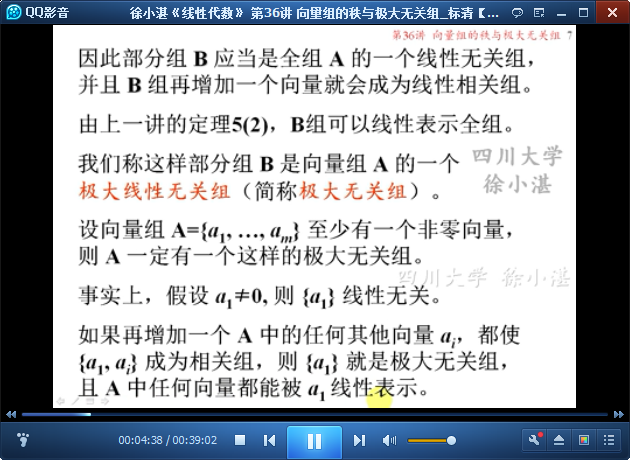 QQ影音
徐小湛《线性代数》 第36讲 向量组的秩与极大无关组_标清【...
第36讲 向量组的秩与极大无关组 7
因此部分组 B 应当是全组 A 的一个线性无关组，
并且 B 组再增加一个向量就会成为线性相关组。
由上一讲的定理5(2)，B组可以线性表示全组。
我们称这样部分组 B 是向量组 A 的一个
极大线性无关组（简称极大无关组）。
四川大学
徐小湛
设向量组 A={a1, …, am} 至少有一个非零向量，
则 A 一定有一个这样的极大无关组。
四川大学 徐小湛
事实上，假设 a1≠0, 则 {a1} 线性无关。
如果再增加一个 A 中的任何其他向量 ai，都使
{a1, ai} 成为相关组，则 {a1} 就是极大无关组，
且 A 中任何向量都能被 a1 线性表示。
00:04:38 / 00:39:02